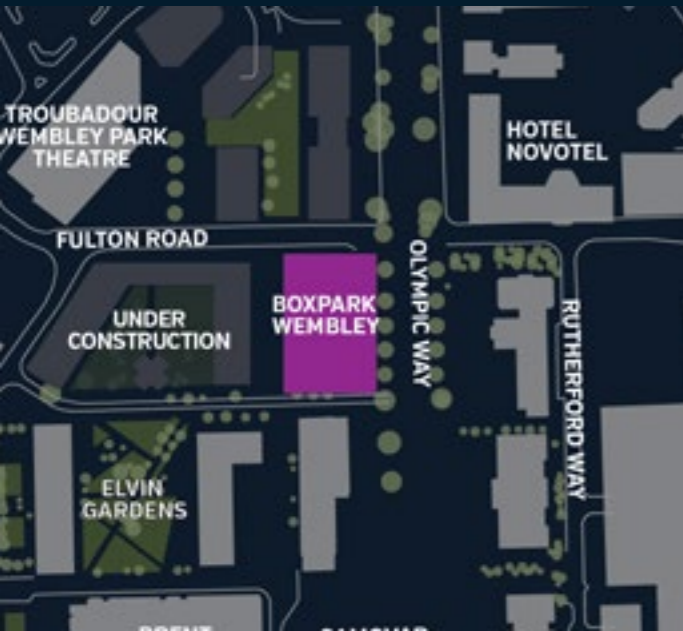 TROUBADOUR
WEMBLEY PARK
THEATRE
HOTEL
NOVOTEL
FULTON ROAD
OLYMPIC WAY
BOXPARK
WEMBLEY
UNDER
CONSTRUCTION
RUTHERFORD WAY
ELVIN
GARDENS